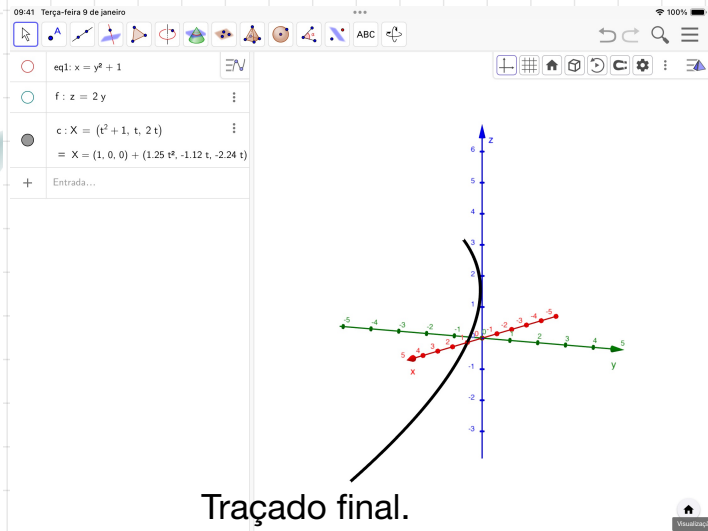 09:41 Terça-feira 9 de janeiro
100%
A
ABC
eq1: x = y² + 1
f : z = 2 y
c : X = (t² + 1, t, 2 t)
= X = (1, 0, 0) + (1.25 t², -1.12 t, -2.24 t)
+ Entrada...
z
6
5
4
3
2
1
-1
-2
-3
-5 -4 -3 -2 -1 0 1 2 3 4 5
y
5 4 3 2 1 0 -1 -2 -3 -4 -5
x
Traçado final.
Visualizaç